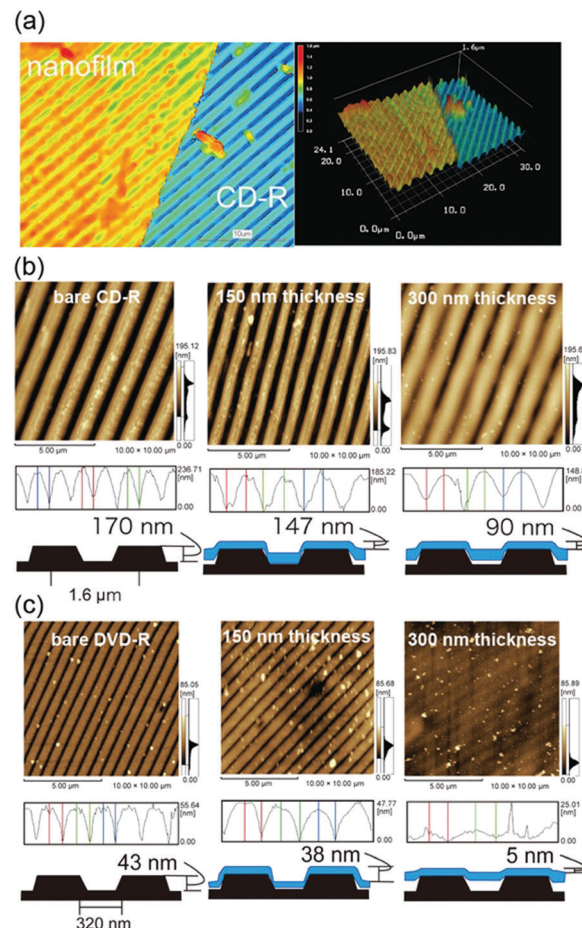 (a)
nanofilm
CD-R
10μm
1.6μm
24.1
20.0
10.0
0.0μm
0.0μm
10.0
20.0
30.0
(b)
bare CD-R
150 nm thickness
300 nm thickness
195.12
[nm]
0.00
195.83
[nm]
0.00
195.6
[nm]
0.00
5.00 μm 10.00 x 10.00 μm
5.00 μm 10.00 x 10.00 μm
5.00 μm 10.00 x 10.00 μm
236.71
[nm]
0.00
185.22
[nm]
0.00
148.
[nm]
0.00
170 nm
147 nm
90 nm
1.6 μm
(c)
bare DVD-R
150 nm thickness
300 nm thickness
85.05
[nm]
0.00
85.68
[nm]
0.00
85.89
[nm]
0.00
5.00 μm 10.00 x 10.00 μm
5.00 μm 10.00 x 10.00 μm
5.00 μm 10.00 x 10.00 μm
55.64
[nm]
0.00
47.77
[nm]
0.00
25.01
[nm]
0.00
43 nm
38 nm
5 nm
320 nm